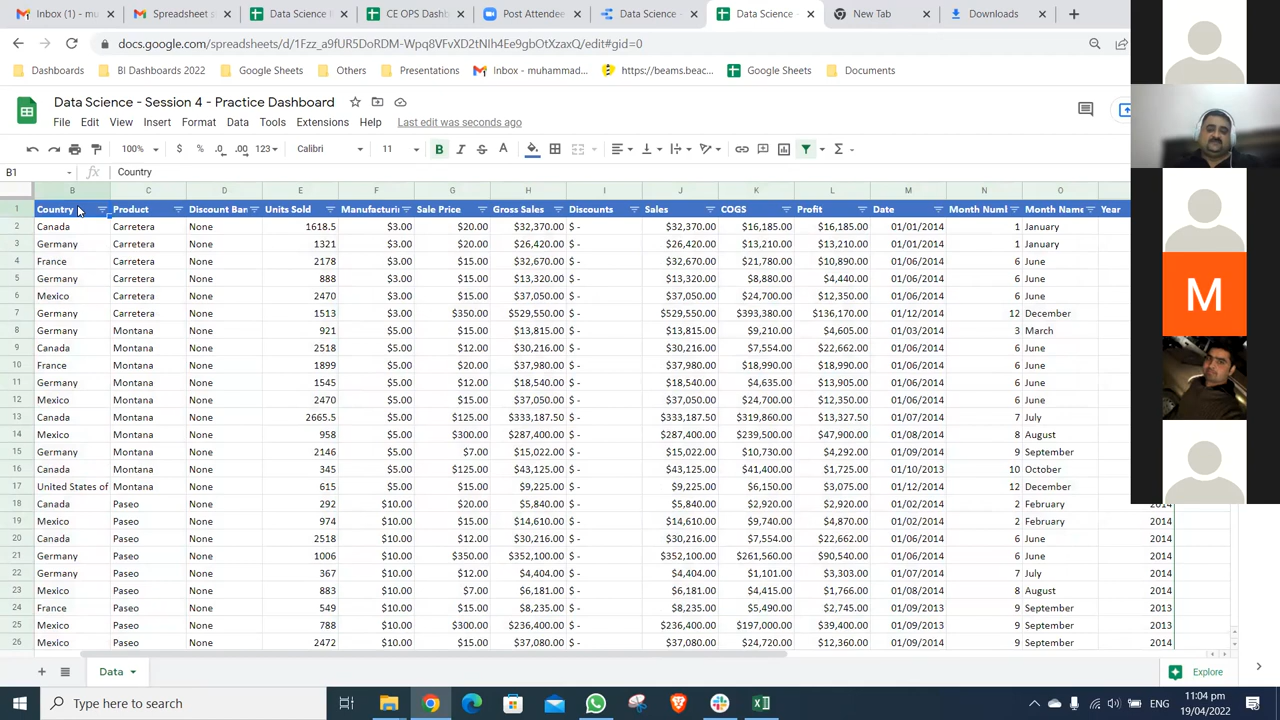 Inbox (1) - mu
Spreadsheet s
Data Science I
CE OPS Dashb
Post Attendee
Data Science -
Data Science -
New Tab
Downloads
docs.google.com/spreadsheets/d/1Fzz_a9fUR5DoRDM-Wpg8VFvXD2tNIh4Ee9gbOtXzaxQ/edit#gid=0
Dashboards
BI Dashboards 2022
Google Sheets
Others
Presentations
Inbox - muhammad
https://beams.beac...
Google Sheets
Documents
Data Science - Session 4 - Practice Dashboard
File Edit View Insert Format Data Tools Extensions Help Last edit was seconds ago
100% $ % .0 .00 123 Calibri 11 B I S A
B1 fx Country
B C D E F G H I J K L M N O
1 Country Product Discount Ban Units Sold Manufacturi Sale Price Gross Sales Discounts Sales COGS Profit Date Month Numl Month Name Year
2 Canada Carretera None 1618.5 $3.00 $20.00 $32,370.00 $ - $32,370.00 $16,185.00 $16,185.00 01/01/2014 1 January
3 Germany Carretera None 1321 $3.00 $20.00 $26,420.00 $ - $26,420.00 $13,210.00 $13,210.00 01/01/2014 1 January
4 France Carretera None 2178 $3.00 $15.00 $32,670.00 $ - $32,670.00 $21,780.00 $10,890.00 01/06/2014 6 June
5 Germany Carretera None 888 $3.00 $15.00 $13,320.00 $ - $13,320.00 $8,880.00 $4,440.00 01/06/2014 6 June
6 Mexico Carretera None 2470 $3.00 $15.00 $37,050.00 $ - $37,050.00 $24,700.00 $12,350.00 01/06/2014 6 June
7 Germany Carretera None 1513 $3.00 $350.00 $529,550.00 $ - $529,550.00 $393,380.00 $136,170.00 01/12/2014 12 December
8 Germany Montana None 921 $5.00 $15.00 $13,815.00 $ - $13,815.00 $9,210.00 $4,605.00 01/03/2014 3 March
9 Canada Montana None 2518 $5.00 $12.00 $30,216.00 $ - $30,216.00 $7,554.00 $22,662.00 01/06/2014 6 June
10 France Montana None 1899 $5.00 $20.00 $37,980.00 $ - $37,980.00 $18,990.00 $18,990.00 01/06/2014 6 June
11 Germany Montana None 1545 $5.00 $12.00 $18,540.00 $ - $18,540.00 $4,635.00 $13,905.00 01/06/2014 6 June
12 Mexico Montana None 2470 $5.00 $15.00 $37,050.00 $ - $37,050.00 $24,700.00 $12,350.00 01/06/2014 6 June
13 Canada Montana None 2665.5 $5.00 $125.00 $333,187.50 $ - $333,187.50 $319,860.00 $13,327.50 01/07/2014 7 July
14 Mexico Montana None 958 $5.00 $300.00 $287,400.00 $ - $287,400.00 $239,500.00 $47,900.00 01/08/2014 8 August
15 Germany Montana None 2146 $5.00 $7.00 $15,022.00 $ - $15,022.00 $10,730.00 $4,292.00 01/09/2014 9 September
16 Canada Montana None 345 $5.00 $125.00 $43,125.00 $ - $43,125.00 $41,400.00 $1,725.00 01/10/2013 10 October
17 United States of Montana None 615 $5.00 $15.00 $9,225.00 $ - $9,225.00 $6,150.00 $3,075.00 01/12/2014 12 December
18 Canada Paseo None 292 $10.00 $20.00 $5,840.00 $ - $5,840.00 $2,920.00 $2,920.00 01/02/2014 2 February 2014
19 Mexico Paseo None 974 $10.00 $15.00 $14,610.00 $ - $14,610.00 $9,740.00 $4,870.00 01/02/2014 2 February 2014
20 Canada Paseo None 2518 $10.00 $12.00 $30,216.00 $ - $30,216.00 $7,554.00 $22,662.00 01/06/2014 6 June 2014
21 Germany Paseo None 1006 $10.00 $350.00 $352,100.00 $ - $352,100.00 $261,560.00 $90,540.00 01/06/2014 6 June 2014
22 Germany Paseo None 367 $10.00 $12.00 $4,404.00 $ - $4,404.00 $1,101.00 $3,303.00 01/07/2014 7 July 2014
23 Mexico Paseo None 883 $10.00 $7.00 $6,181.00 $ - $6,181.00 $4,415.00 $1,766.00 01/08/2014 8 August 2014
24 France Paseo None 549 $10.00 $15.00 $8,235.00 $ - $8,235.00 $5,490.00 $2,745.00 01/09/2013 9 September 2013
25 Mexico Paseo None 788 $10.00 $300.00 $236,400.00 $ - $236,400.00 $197,000.00 $39,400.00 01/09/2013 9 September 2013
26 Mexico Paseo None 2472 $10.00 $15.00 $37,080.00 $ - $37,080.00 $24,720.00 $12,360.00 01/09/2014 9 September 2014
M
Data
Explore
Type here to search
11:04 pm
19/04/2022